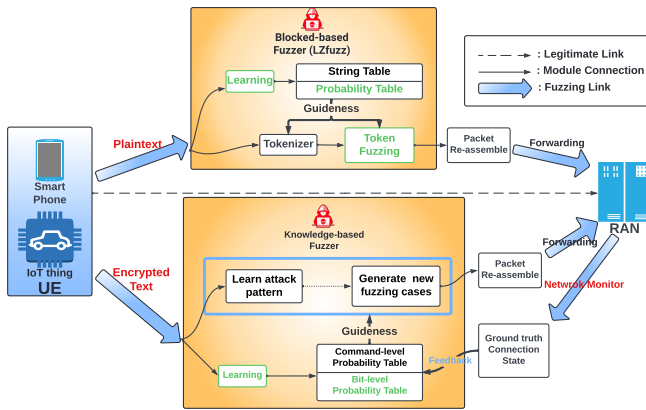 Blocked-based
Fuzzer (LZfuzz)
Learning
String Table
Probability Table
Guideness
Tokenizer
Token
Fuzzing
Packet
Re-assemble
Forwarding
: Legitimate Link
: Module Connection
: Fuzzing Link
Plaintext
Smart
Phone
IoT thing
UE
Encrypted
Text
RAN
Knowledge-based
Fuzzer
Learn attack
pattern
Generate new
fuzzing cases
Packet
Re-assemble
Forwarding
Netwrok Monitor
Guideness
Learning
Command-level
Probability Table
Bit-level
Probability Table
Feedback
Ground truth
Connection
State